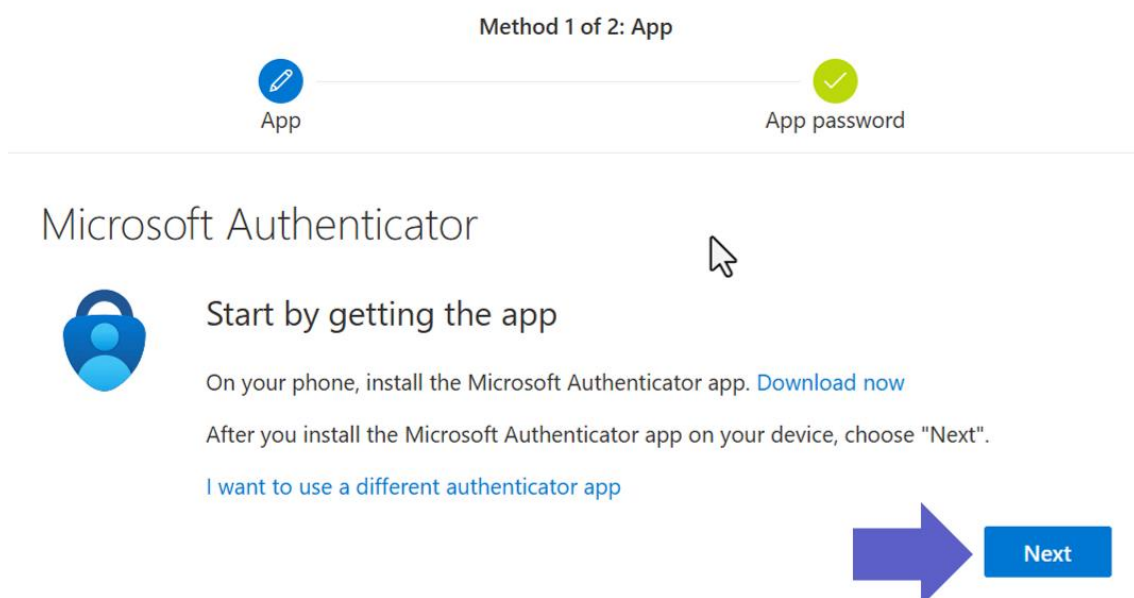 Method 1 of 2: App
App
App password
Microsoft Authenticator
Start by getting the app
On your phone, install the Microsoft Authenticator app. Download now
After you install the Microsoft Authenticator app on your device, choose "Next".
I want to use a different authenticator app
Next